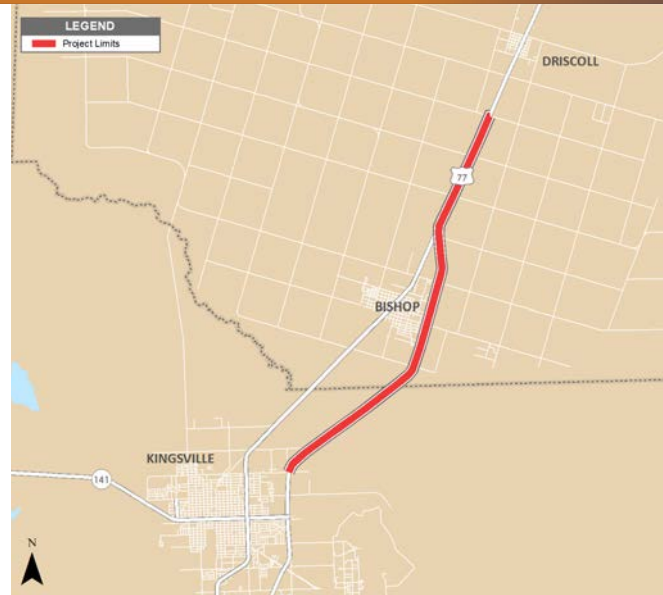 LEGEND
Project Limits
DRISCOLL
77
BISHOP
KINGSVILLE
141
N